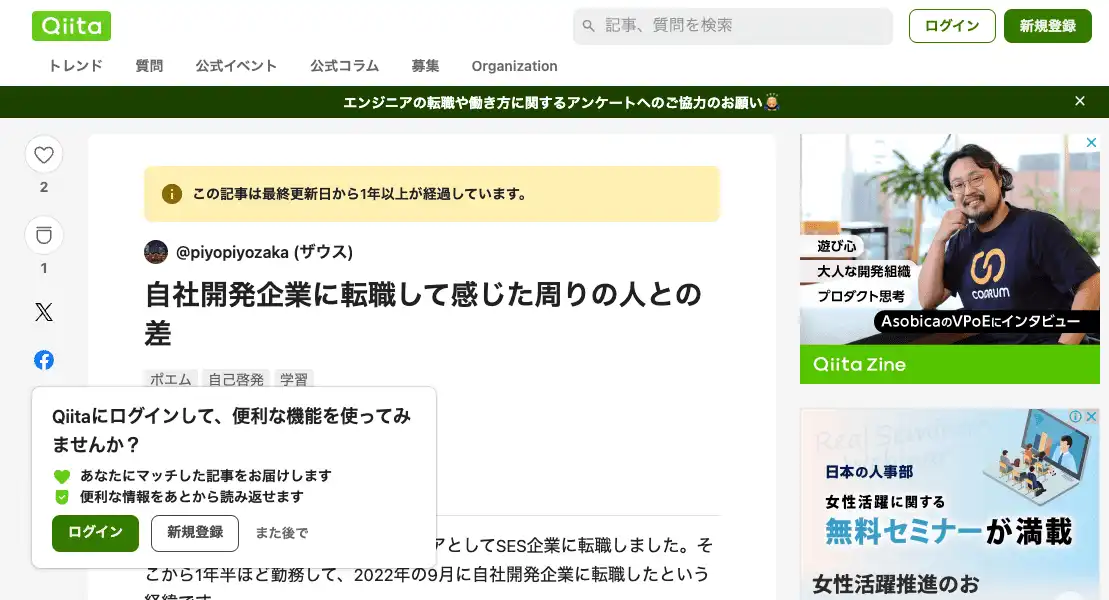 Qiita
記事、質問を検索
ログイン
新規登録
トレンド
質問
公式イベント
公式コラム
募集
Organization
エンジニアの転職や働き方に関するアンケートへのご協力のお願い🙇
2
1
この記事は最終更新日から1年以上が経過しています。
@piyopiyozaka (ザウス)
自社開発企業に転職して感じた周りの人との
差
ポエム
自己啓発
学習
Qiitaにログインして、便利な機能を使ってみ
ませんか？
あなたにマッチした記事をお届けします
便利な情報をあとから読み返せます
ログイン
新規登録
また後で
アとしてSES企業に転職しました。そ
こから1年半ほど勤務して、2022年の9月に自社開発企業に転職したという
経緯です
遊び心
大人な開発組織
プロダクト思考
AsobicaのVPoEにインタビュー
Qiita Zine
日本の人事部
女性活躍に関する
無料セミナーが満載
女性活躍推進のお